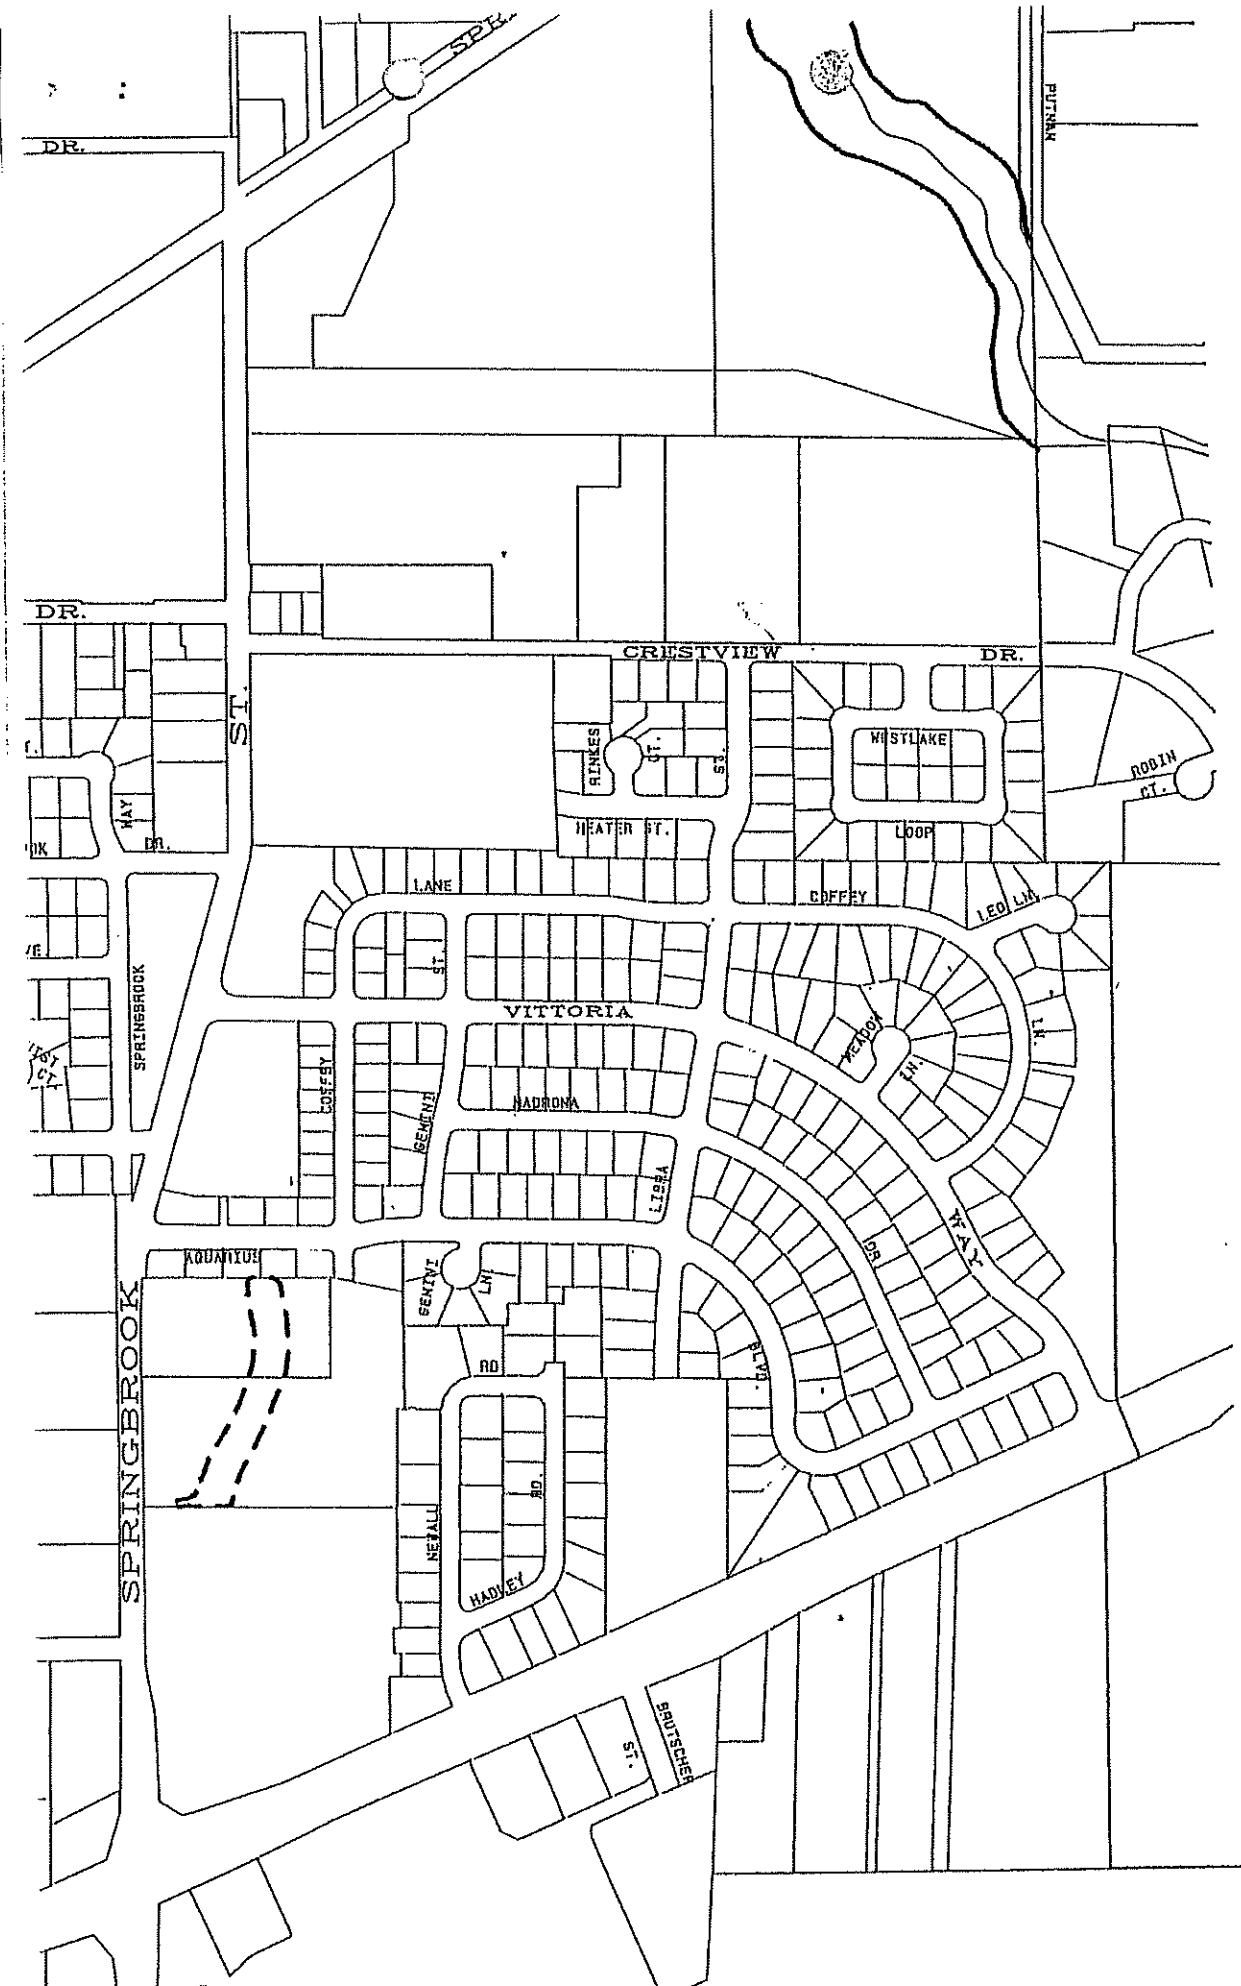 SPR
PUTNAM
DR.
DR.
CRESTVIEW
DR.
ST.
WESTLAKE
RINKES
CT.
ST.
ROBIN
CT.
WAY
DR.
HEATER ST.
LOOP
LANE
COFFEY
LEO LN.
ST.
SPRINGBROOK
VITTORIA
MEADOW
LN.
LN.
COFFEY
GEMINI
MADRONA
LIBRA
WAY
DR
AQUARIUS
GEMINI
LN.
BLVD.
SPRINGBROOK
RD
RD.
NEWALL
HADLEY
BRUTSCHER
ST.